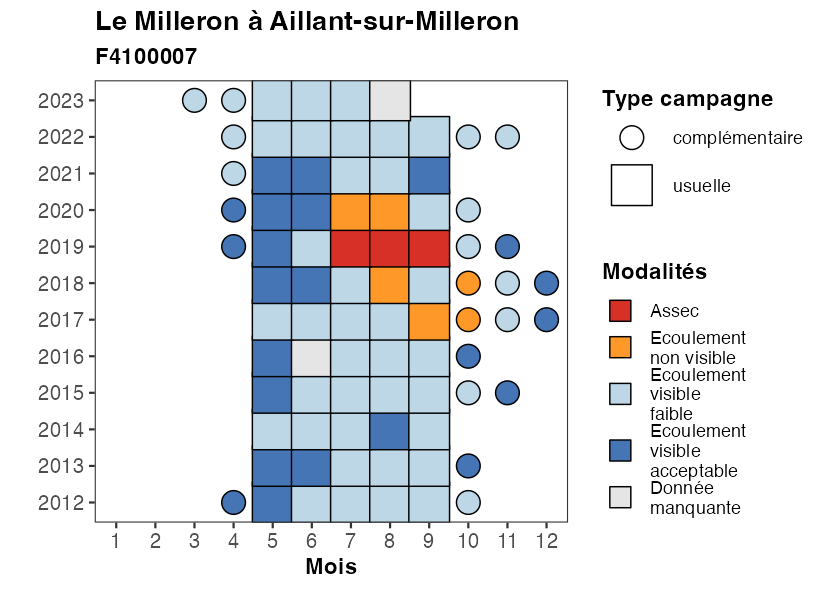 Le Milleron à Aillant-sur-Milleron
F4100007
2023
2022
2021
2020
2019
2018
2017
2016
2015
2014
2013
2012
1 2 3 4 5 6 7 8 9 10 11 12
Mois
Type campagne
complémentaire
usuelle
Modalités
Assec
Ecoulement
non visible
Ecoulement
visible
faible
Ecoulement
visible
acceptable
Donnée
manquante